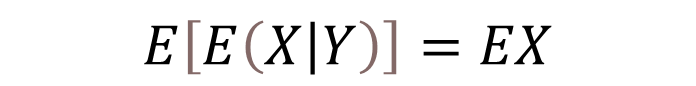 E[E(X|Y)] = EX